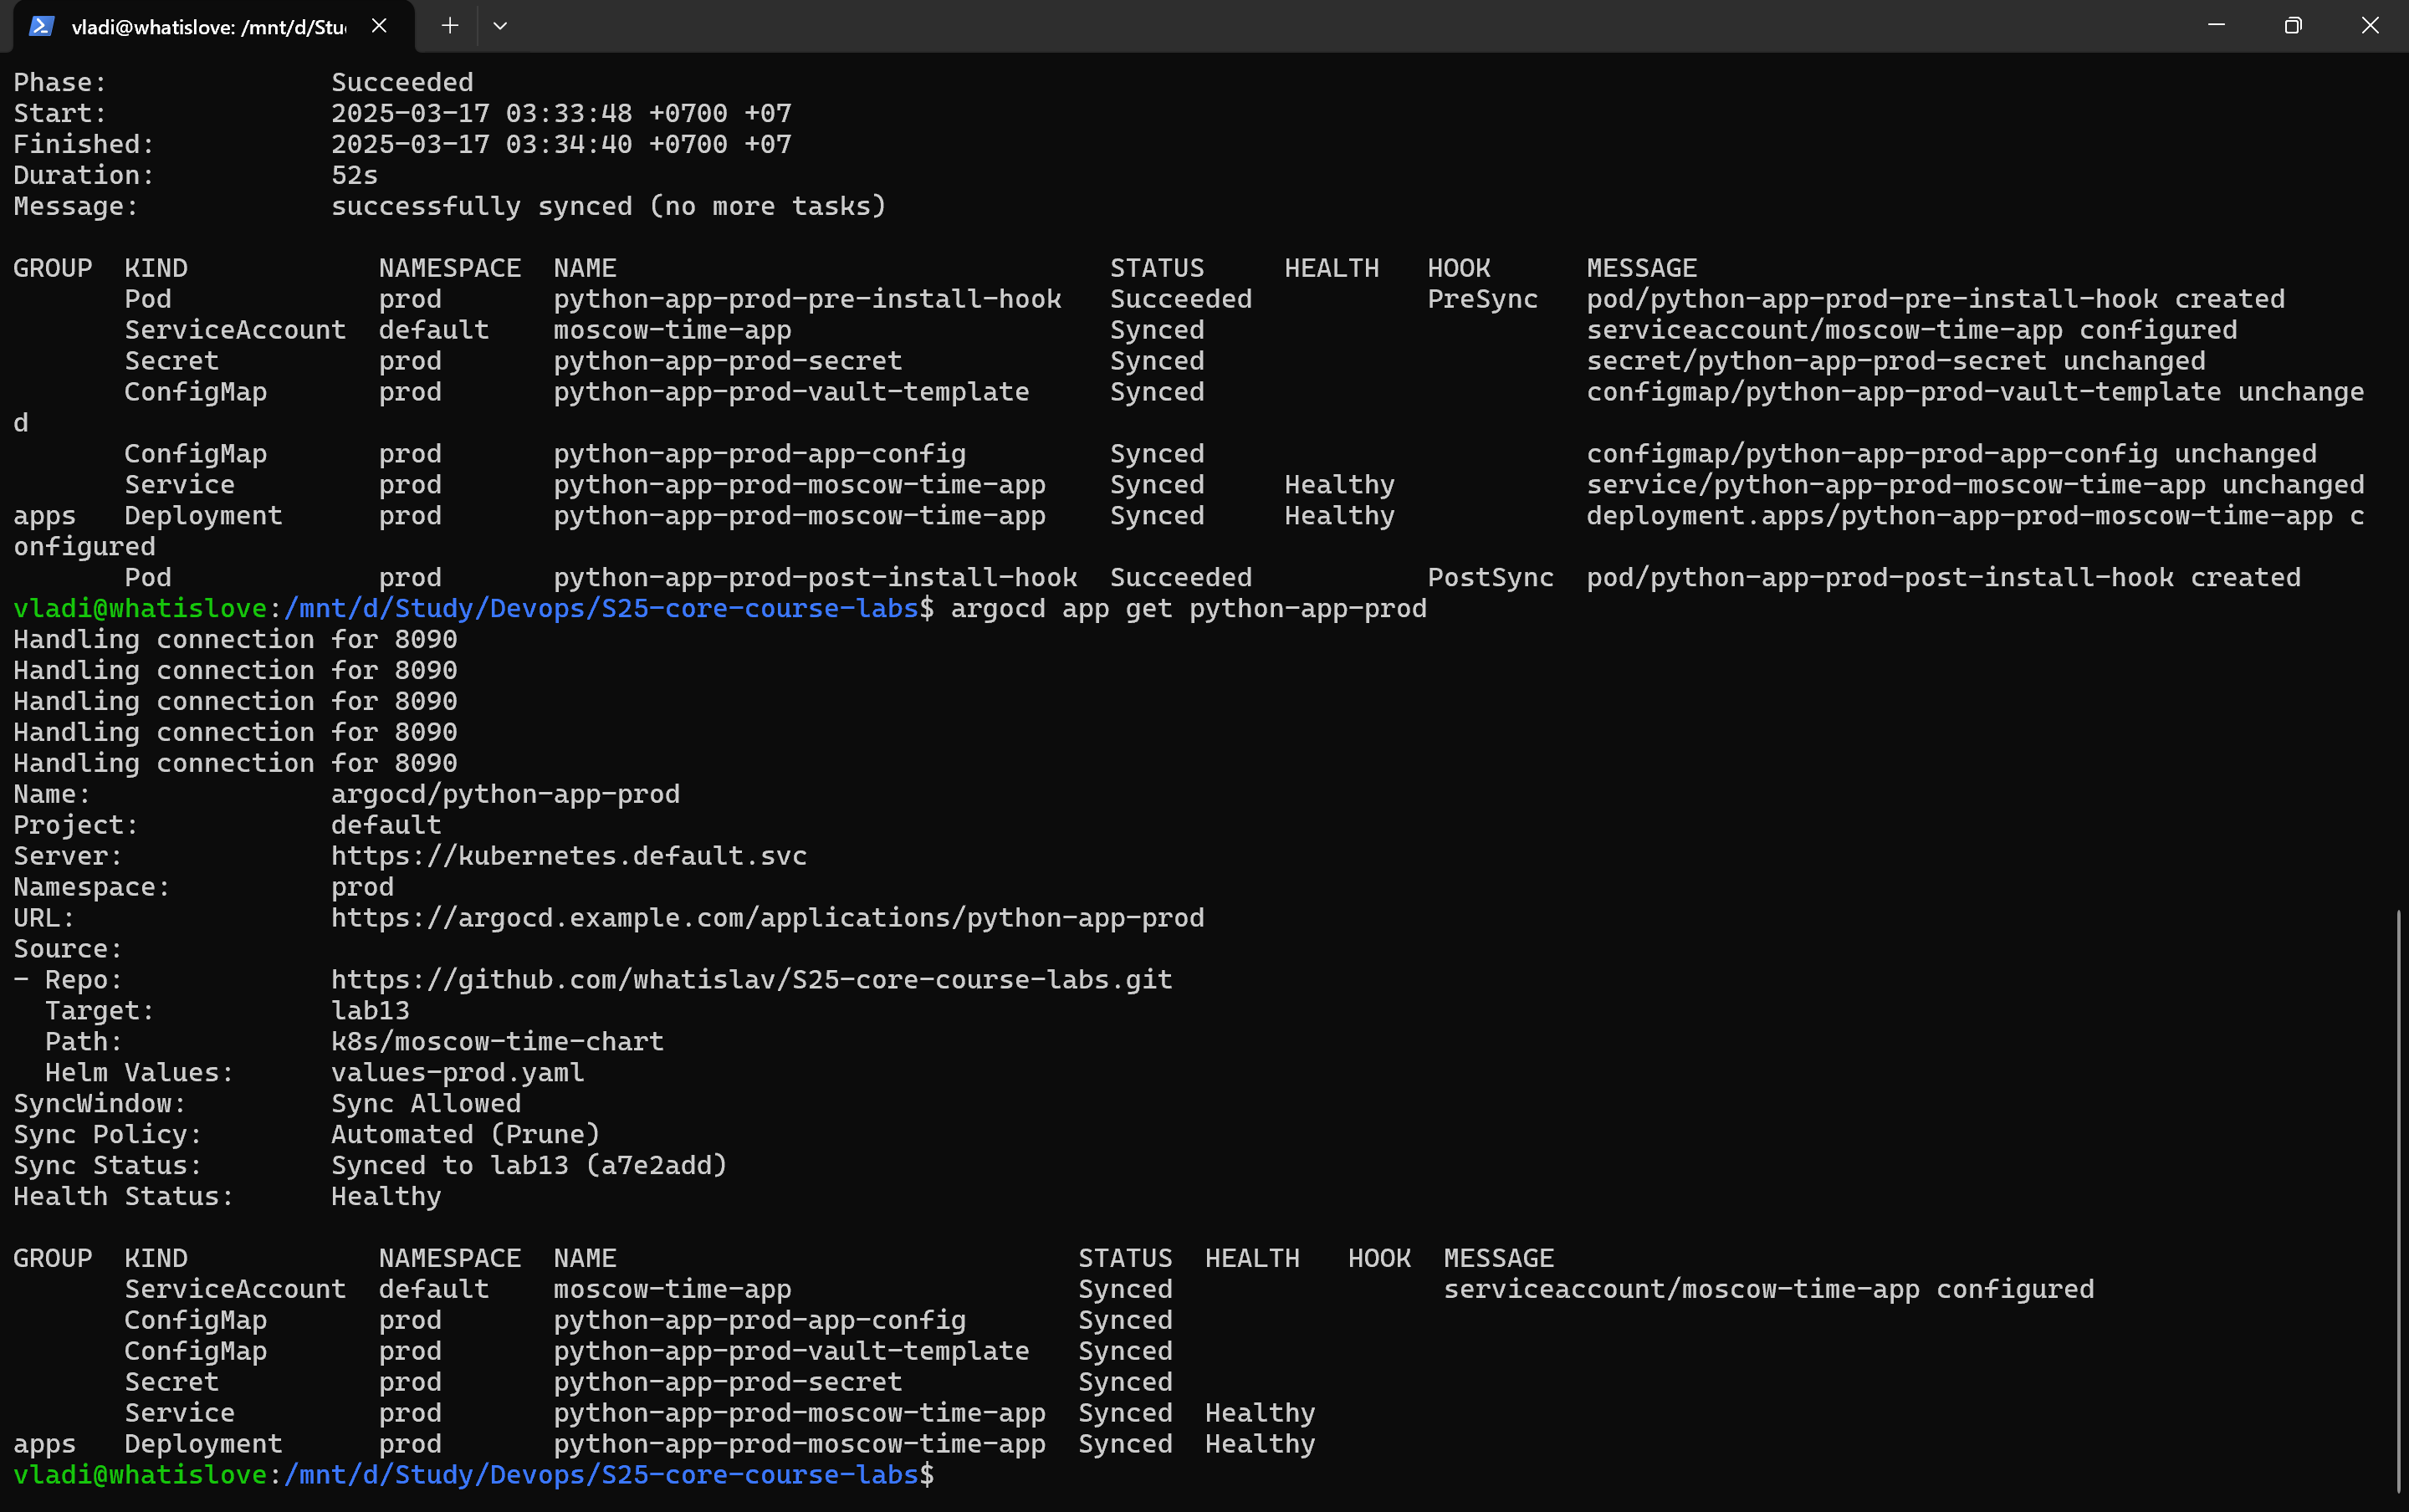 vladi@whatislove: /mnt/d/Stu
Phase:              Succeeded
Start:              2025-03-17 03:33:48 +0700 +07
Finished:           2025-03-17 03:34:40 +0700 +07
Duration:           52s
Message:            successfully synced (no more tasks)
GROUP  KIND            NAMESPACE  NAME                               STATUS     HEALTH   HOOK      MESSAGE
       Pod             prod       python-app-prod-pre-install-hook   Succeeded           PreSync   pod/python-app-prod-pre-install-hook created
       ServiceAccount  default    moscow-time-app                    Synced                        serviceaccount/moscow-time-app configured
       Secret          prod       python-app-prod-secret             Synced                        secret/python-app-prod-secret unchanged
       ConfigMap       prod       python-app-prod-vault-template     Synced                        configmap/python-app-prod-vault-template unchange
d
       ConfigMap       prod       python-app-prod-app-config         Synced                        configmap/python-app-prod-app-config unchanged
       Service         prod       python-app-prod-moscow-time-app    Synced     Healthy            service/python-app-prod-moscow-time-app unchanged
apps   Deployment      prod       python-app-prod-moscow-time-app    Synced     Healthy            deployment.apps/python-app-prod-moscow-time-app c
onfigured
       Pod             prod       python-app-prod-post-install-hook  Succeeded           PostSync  pod/python-app-prod-post-install-hook created
vladi@whatislove:/mnt/d/Study/Devops/S25-core-course-labs$ argocd app get python-app-prod
Handling connection for 8090
Handling connection for 8090
Handling connection for 8090
Handling connection for 8090
Handling connection for 8090
Name:               argocd/python-app-prod
Project:            default
Server:             https://kubernetes.default.svc
Namespace:          prod
URL:                https://argocd.example.com/applications/python-app-prod
Source:
- Repo:             https://github.com/whatislav/S25-core-course-labs.git
  Target:           lab13
  Path:             k8s/moscow-time-chart
  Helm Values:      values-prod.yaml
SyncWindow:         Sync Allowed
Sync Policy:        Automated (Prune)
Sync Status:        Synced to lab13 (a7e2add)
Health Status:      Healthy
GROUP  KIND            NAMESPACE  NAME                             STATUS  HEALTH   HOOK  MESSAGE
       ServiceAccount  default    moscow-time-app                  Synced                 serviceaccount/moscow-time-app configured
       ConfigMap       prod       python-app-prod-app-config       Synced
       ConfigMap       prod       python-app-prod-vault-template   Synced
       Secret          prod       python-app-prod-secret           Synced
       Service         prod       python-app-prod-moscow-time-app  Synced  Healthy
apps   Deployment      prod       python-app-prod-moscow-time-app  Synced  Healthy
vladi@whatislove:/mnt/d/Study/Devops/S25-core-course-labs$